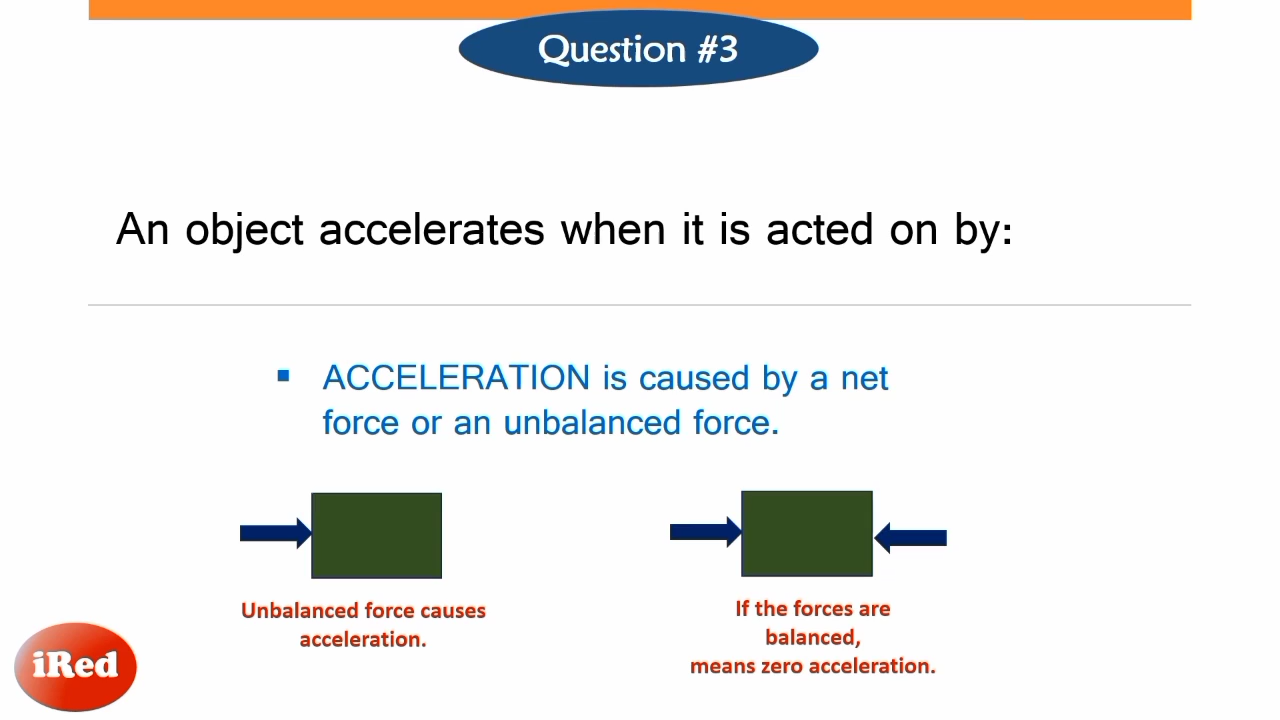 Question #3
An object accelerates when it is acted on by:
▪ ACCELERATION is caused by a net
force or an unbalanced force.
Unbalanced force causes
acceleration.
If the forces are
balanced,
means zero acceleration.
iRed